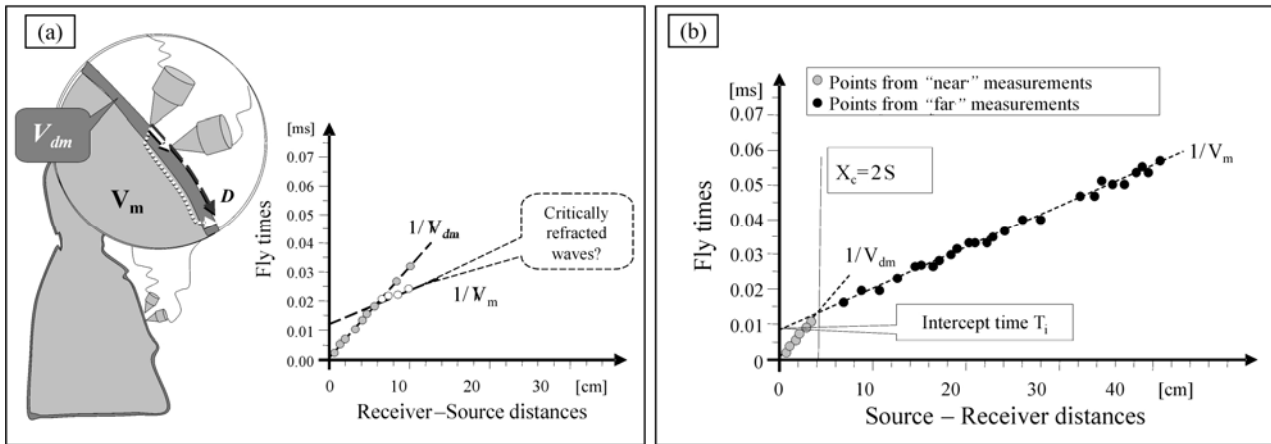 (a)
V_dm
V_m
D
[ms]
0.07
0.06
0.05
0.04
0.03
0.02
0.01
0.00
Fly times
1/V_dm
1/V_m
Critically
refracted
waves?
0 10 20 30 [cm]
Receiver–Source distances
(b)
Points from “near” measurements
Points from “far” measurements
[ms]
0.07
0.06
0.05
0.04
0.03
0.02
0.01
0
Fly times
X_c=2 S
1/V_m
1/V_dm
Intercept time T_i
0 10 20 30 [cm]
Source – Receiver distances